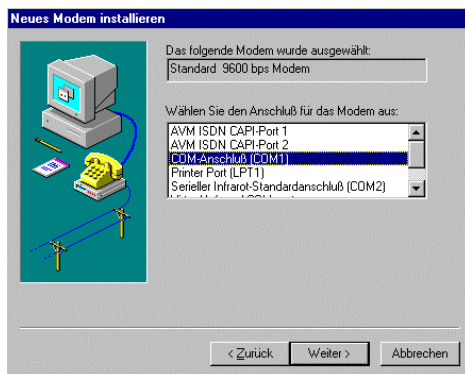 Neues Modem installieren
Das folgende Modem wurde ausgewählt:
Standard 9600 bps Modem
Wählen Sie den Anschluß für das Modem aus:
AVM ISDN CAPI-Port 1
AVM ISDN CAPI-Port 2
COM-Anschluß (COM1)
Printer Port (LPT1)
Serieller Infrarot-Standardanschluß (COM2)
< Zurück
Weiter >
Abbrechen